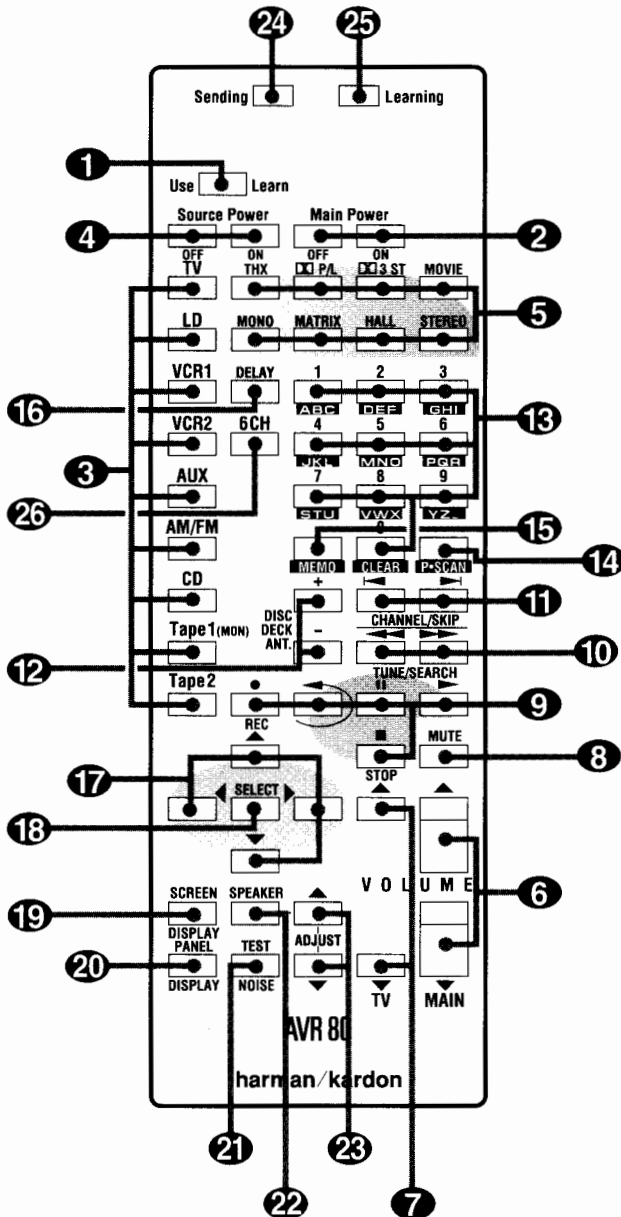 24 25
Sending Learning
1
Use Learn
Source Power Main Power
4 2
OFF ON OFF ON
TV THX P/L 3 ST MOVIE
5
LD MONO MATRIX HALL STEREO
VCR1 DELAY 1 2 3
16 ABC DEF GHI 13
VCR2 6 CH 4 5 6
3 JKL MNO PQR
AUX 7 8 9
26 STU VWX YZ.
AM/FM 15
MEMO CLEAR P•SCAN 14
CD +
11
DISC CHANNEL/SKIP
Tape1 (MON) DECK
12 ANT. − 10
TUNE/SEARCH
Tape2 9
REC MUTE
STOP 8
17
SELECT
18
VOLUME 6
19 SCREEN SPEAKER
DISPLAY ADJUST
PANEL TEST
20
DISPLAY NOISE TV MAIN
AVR 80
harman/kardon
21 23
22 7